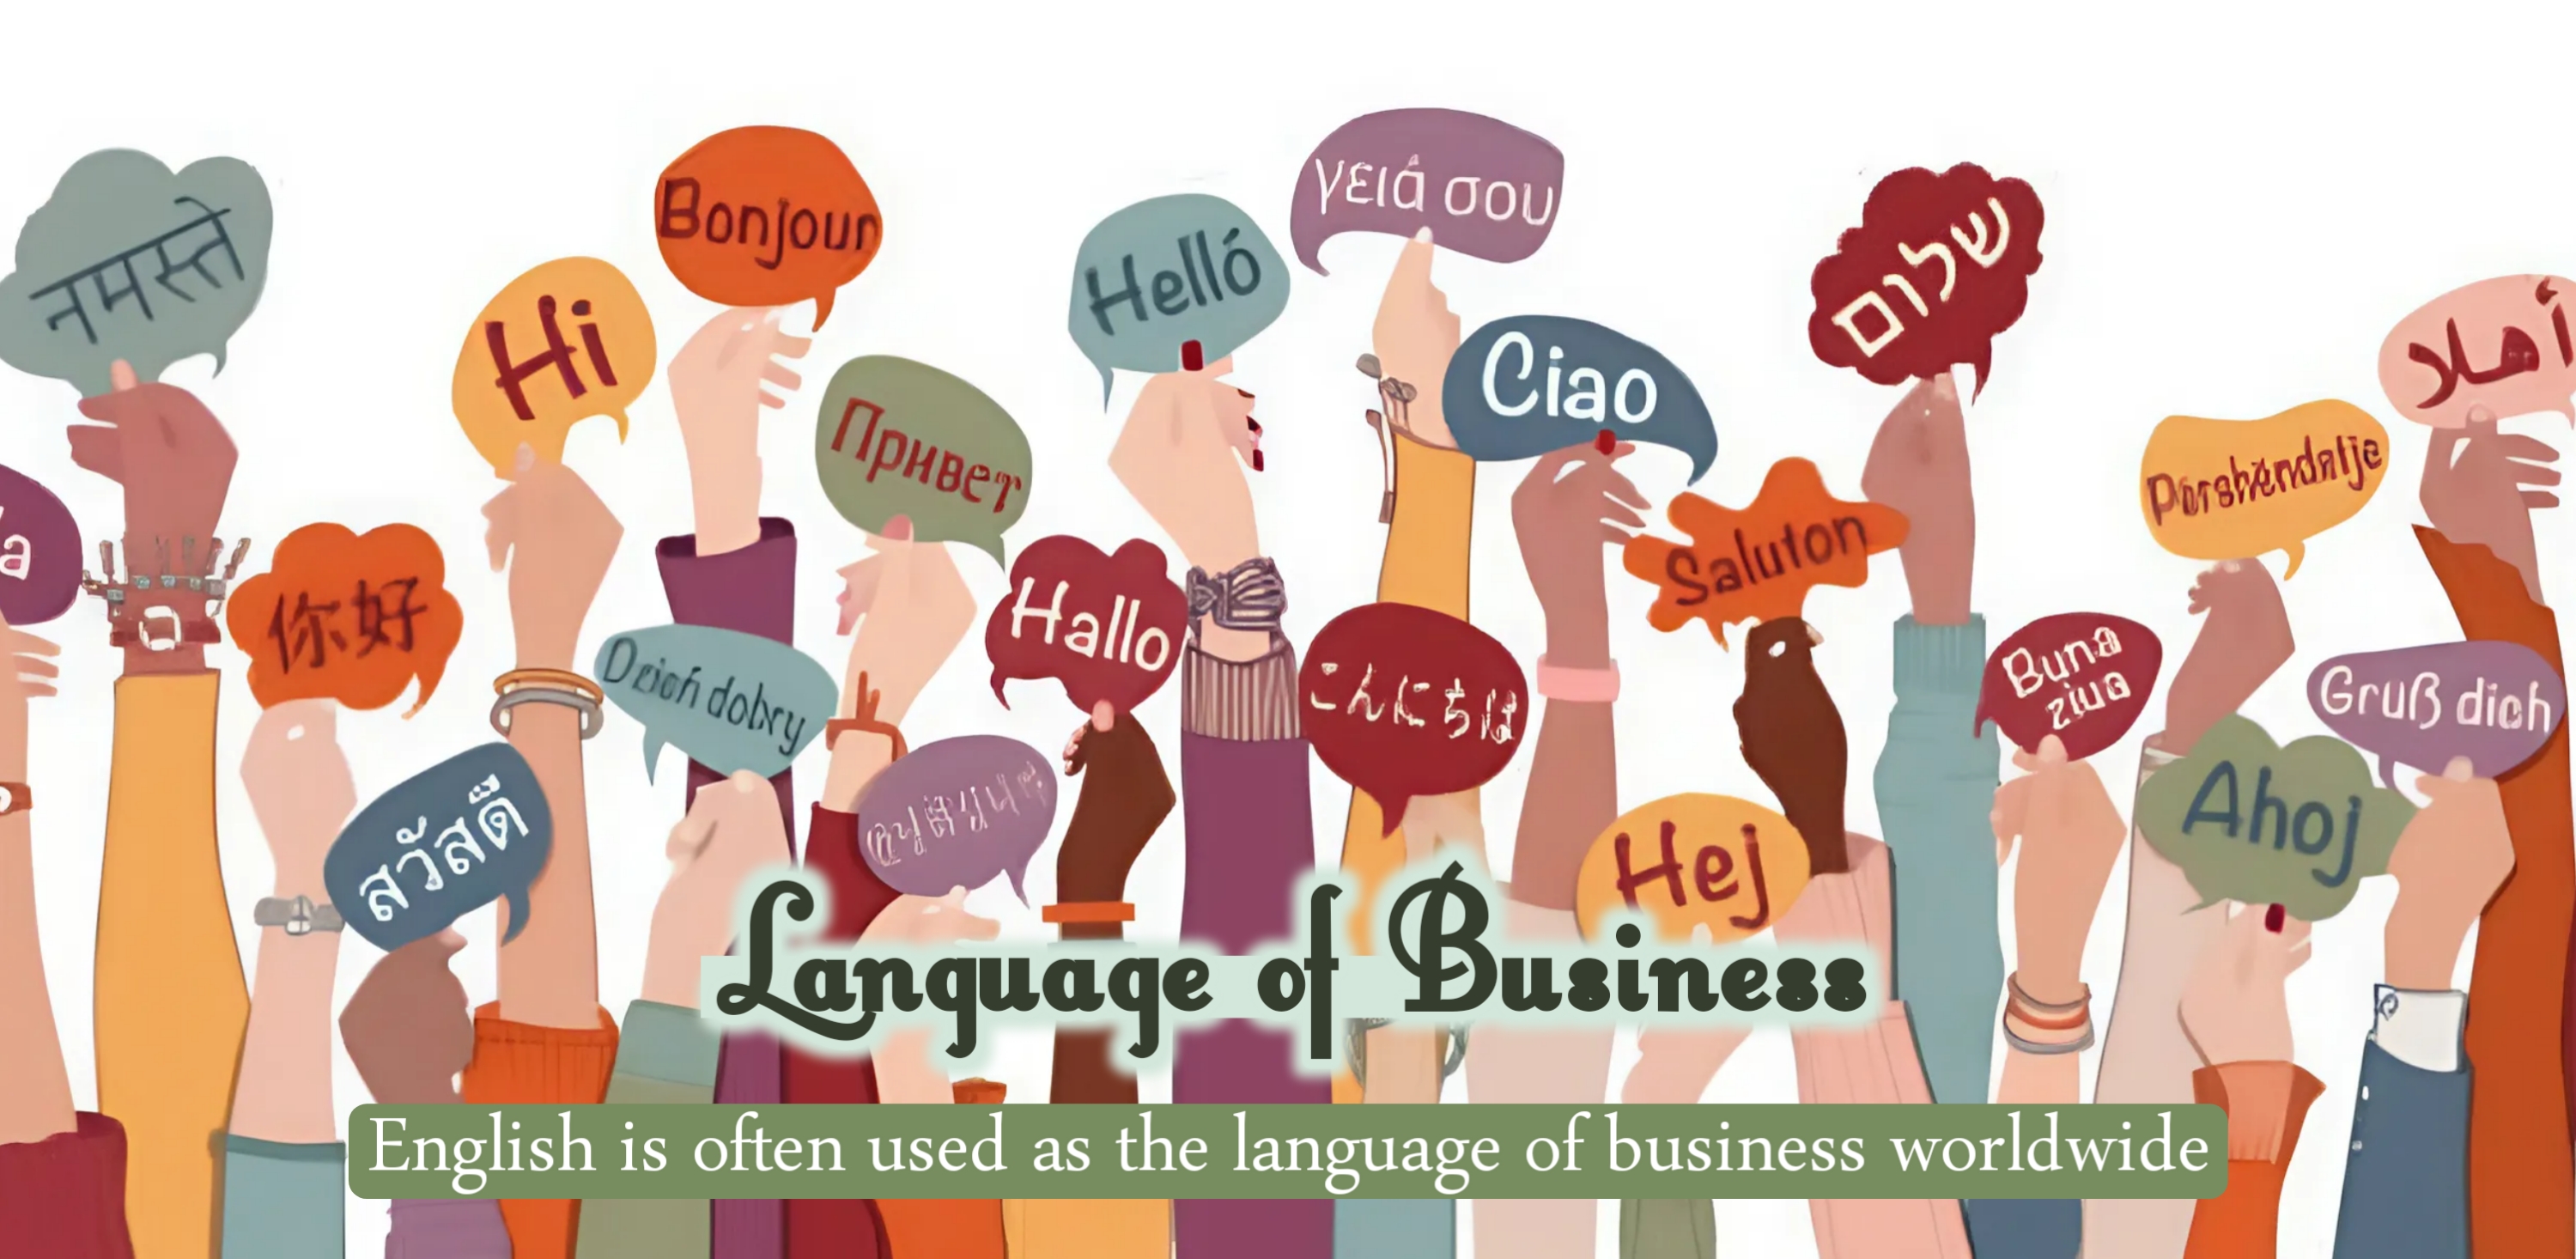 नमस्ते
Bonjour
γειά σου
Hi
Helló
Ciao
שלום
أهلا
Привет
a
你好
Hallo
Saluton
Dzień dobry
こんにちは
Buna
ziua
Gruß dich
สวัสดี
Hej
Ahoj
Language of Business
English is often used as the language of business worldwide